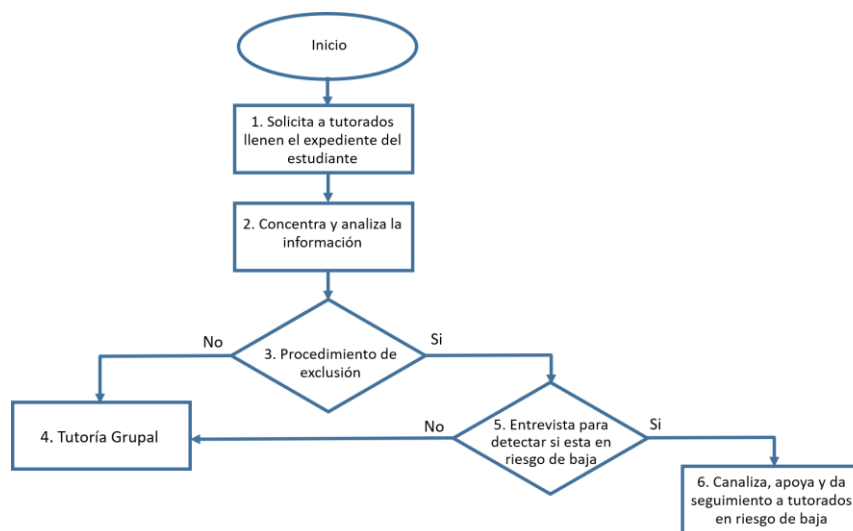 Inicio
1. Solicita a tutorados
llenen el expediente del
estudiante
2. Concentra y analiza la
información
No
Si
3. Procedimiento de
exclusión
4. Tutoría Grupal
No
5. Entrevista para
detectar si esta en
riesgo de baja
Si
6. Canaliza, apoya y da
seguimiento a tutorados
en riesgo de baja